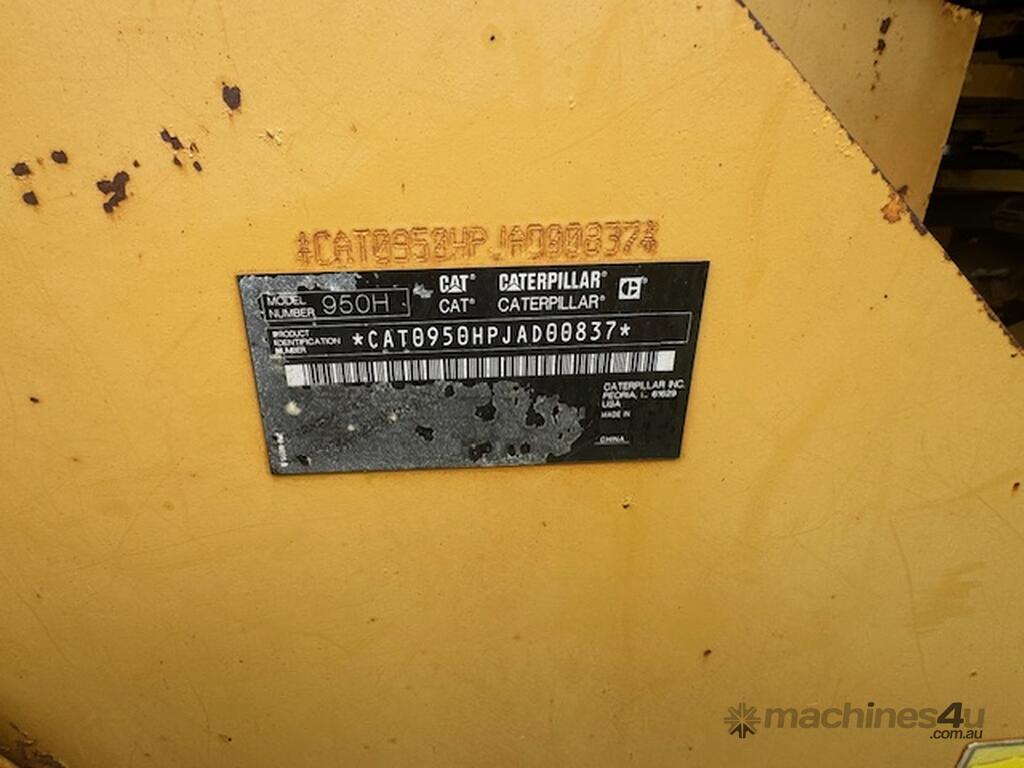 *CAT0950HPJAD00837*
CAT® CATERPILLAR®
MODEL NUMBER 950H CAT® CATERPILLAR®
PRODUCT IDENTIFICATION NUMBER *CAT0950HPJAD00837*
CATERPILLAR INC.
PEORIA, IL 61629
USA
MADE IN
CHINA
machines4u
.com.au